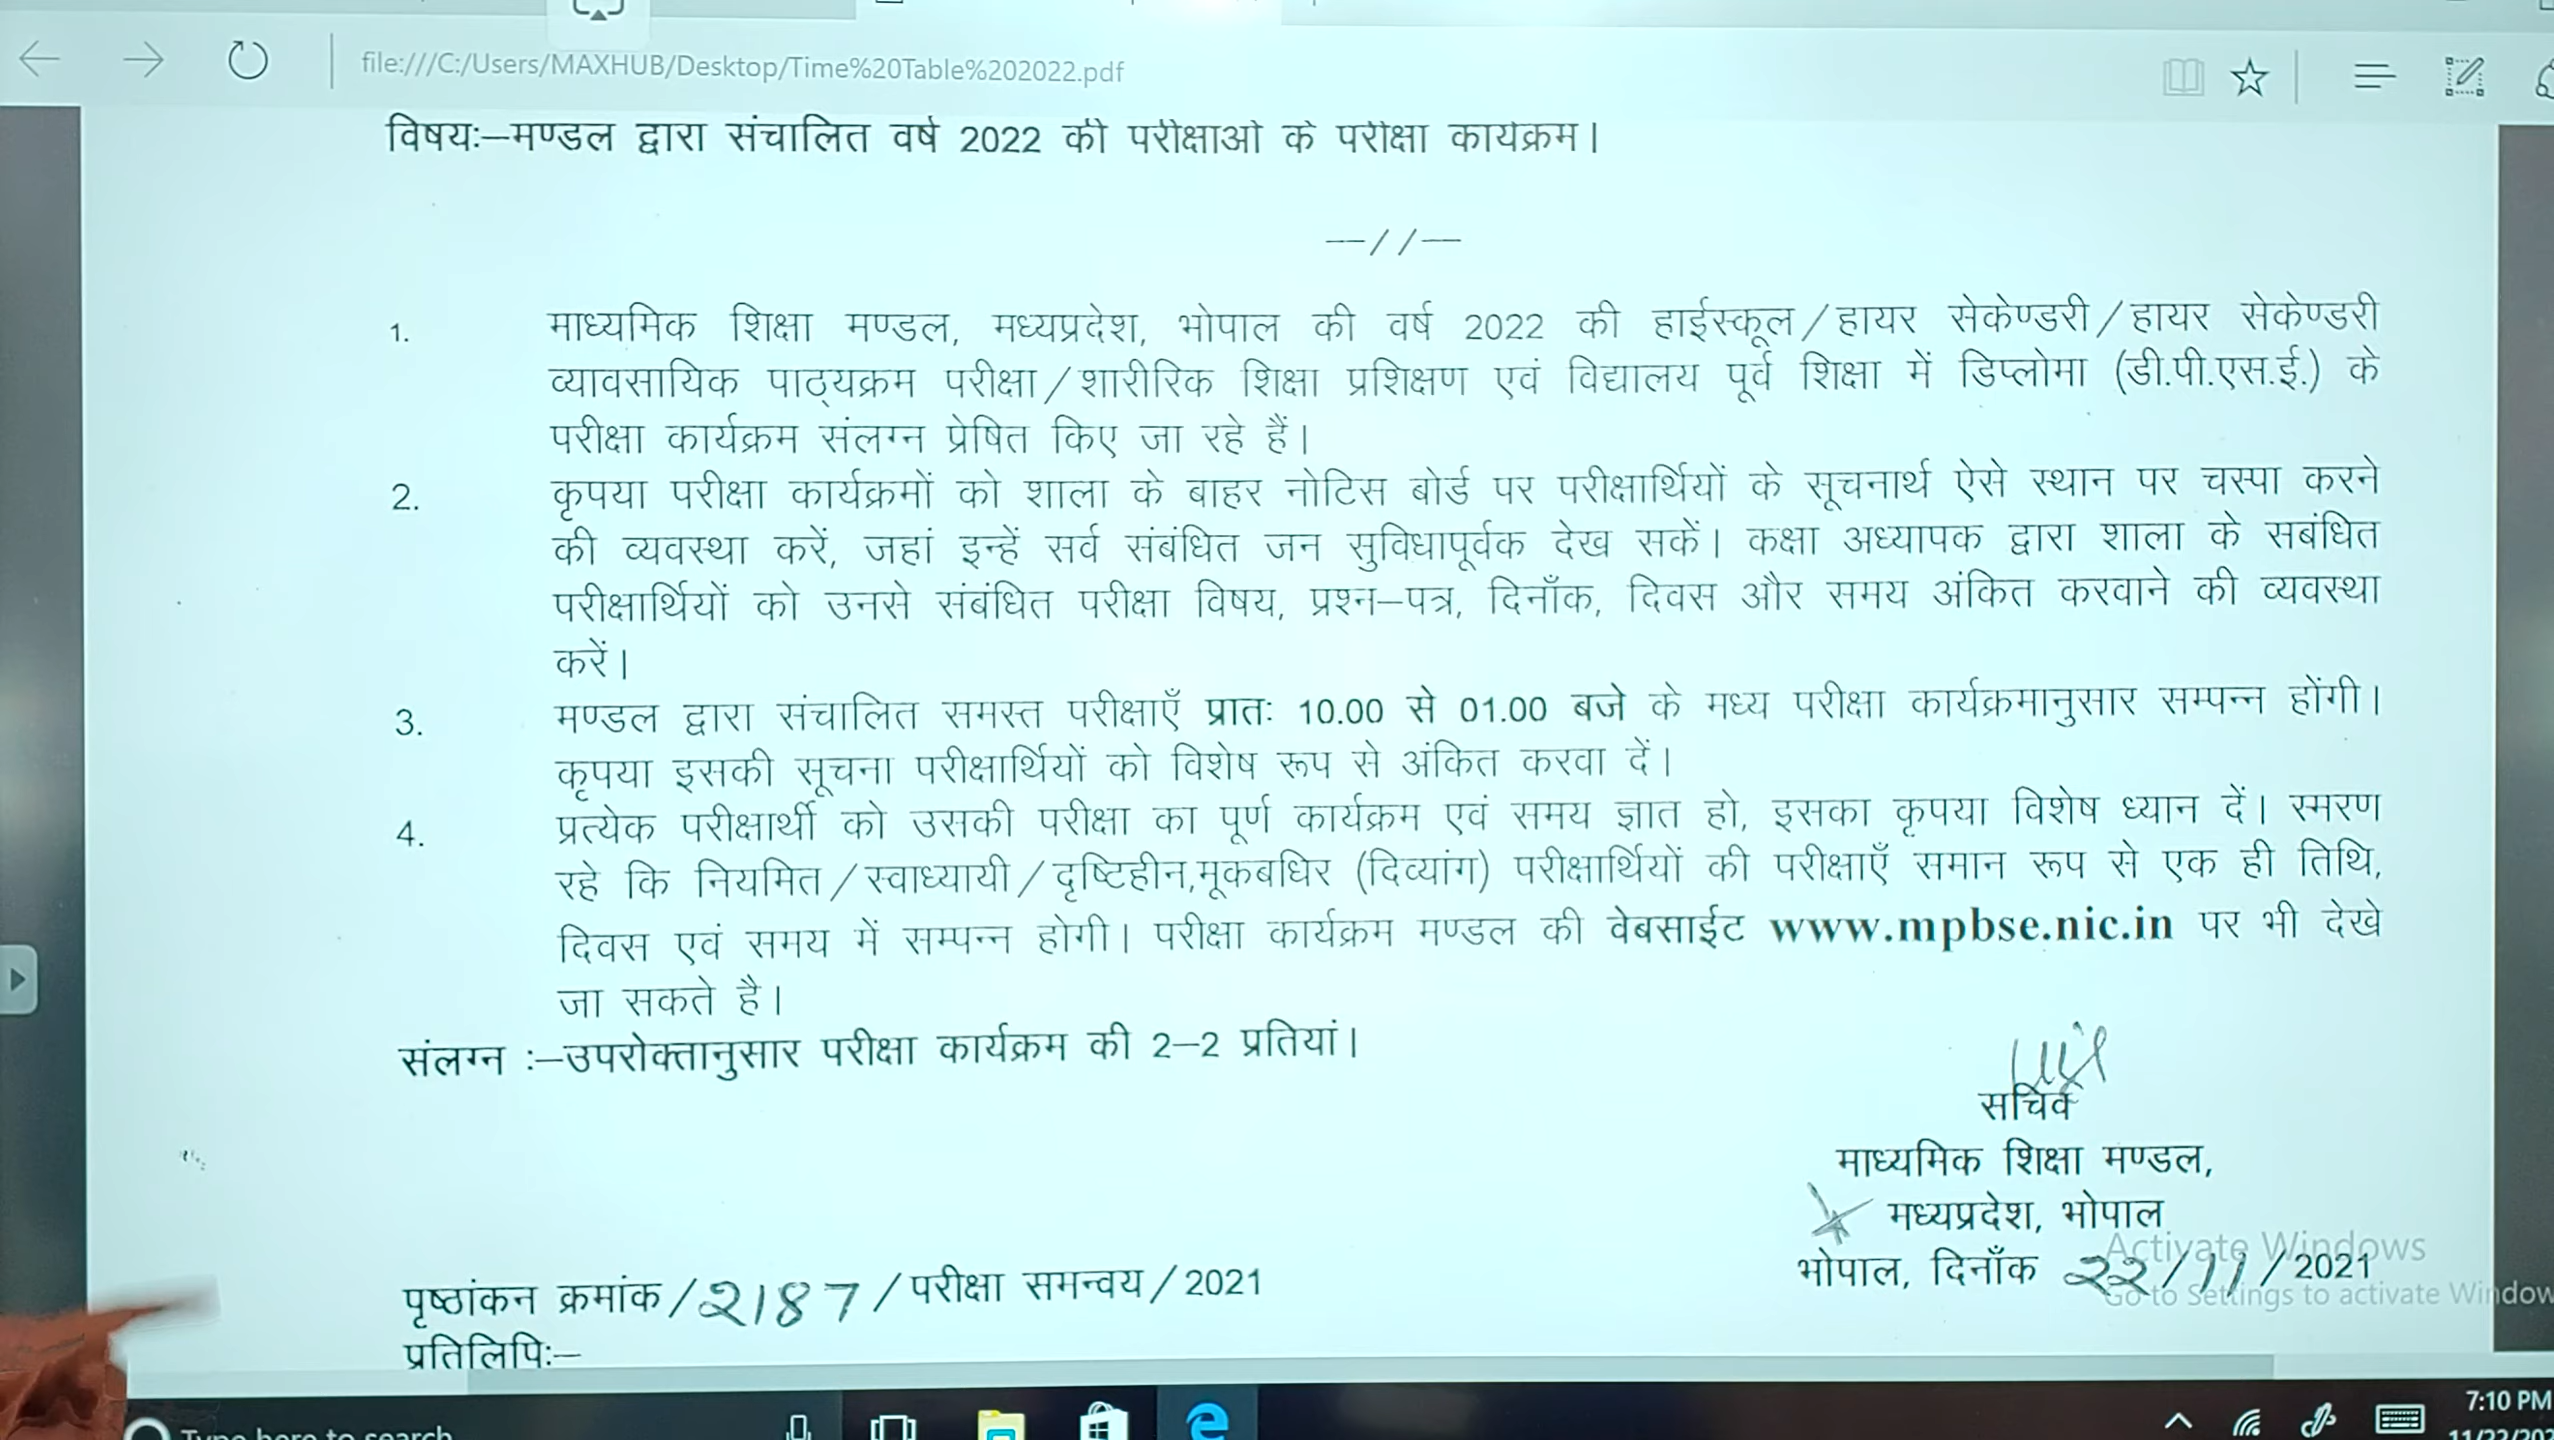 file:///C:/Users/MAXHUB/Desktop/Time%20Table%202022.pdf
विषयः–मण्डल द्वारा संचालित वर्ष 2022 की परीक्षाओं के परीक्षा कार्यक्रम।
—//—
1. माध्यमिक शिक्षा मण्डल, मध्यप्रदेश, भोपाल की वर्ष 2022 की हाईस्कूल/हायर सेकेण्डरी/हायर सेकेण्डरी
व्यावसायिक पाठ्यक्रम परीक्षा/शारीरिक शिक्षा प्रशिक्षण एवं विद्यालय पूर्व शिक्षा में डिप्लोमा (डी.पी.एस.ई.) के
परीक्षा कार्यक्रम संलग्न प्रेषित किए जा रहे हैं।
2. कृपया परीक्षा कार्यक्रमों को शाला के बाहर नोटिस बोर्ड पर परीक्षार्थियों के सूचनार्थ ऐसे स्थान पर चस्पा करने
की व्यवस्था करें, जहां इन्हें सर्व संबंधित जन सुविधापूर्वक देख सकें। कक्षा अध्यापक द्वारा शाला के सबंधित
परीक्षार्थियों को उनसे संबंधित परीक्षा विषय, प्रश्न–पत्र, दिनाँक, दिवस और समय अंकित करवाने की व्यवस्था
करें।
3. मण्डल द्वारा संचालित समस्त परीक्षाएँ प्रातः 10.00 से 01.00 बजे के मध्य परीक्षा कार्यक्रमानुसार सम्पन्न होंगी।
कृपया इसकी सूचना परीक्षार्थियों को विशेष रूप से अंकित करवा दें।
4. प्रत्येक परीक्षार्थी को उसकी परीक्षा का पूर्ण कार्यक्रम एवं समय ज्ञात हो, इसका कृपया विशेष ध्यान दें। स्मरण
रहे कि नियमित/स्वाध्यायी/दृष्टिहीन,मूकबधिर (दिव्यांग) परीक्षार्थियों की परीक्षाएँ समान रूप से एक ही तिथि,
दिवस एवं समय में सम्पन्न होगी। परीक्षा कार्यक्रम मण्डल की वेबसाईट www.mpbse.nic.in पर भी देखे
जा सकते है।
संलग्न :–उपरोक्तानुसार परीक्षा कार्यक्रम की 2–2 प्रतियां।
सचिव
माध्यमिक शिक्षा मण्डल,
मध्यप्रदेश, भोपाल
भोपाल, दिनाँक 22/11/2021
Activate Windows
Go to Settings to activate Window
पृष्ठांकन क्रमांक/2187/परीक्षा समन्वय/2021
प्रतिलिपिः–
Type here to search
7:10 PM